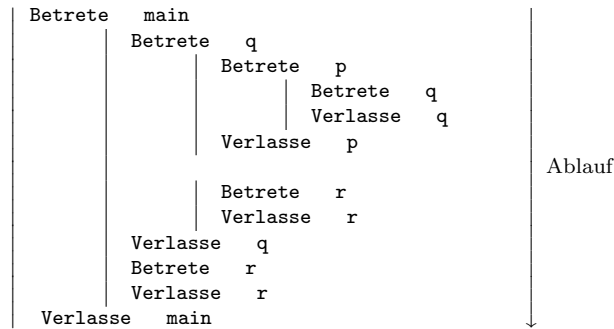 Betrete main
Betrete q
Betrete p
Betrete q
Verlasse q
Verlasse p
Ablauf
Betrete r
Verlasse r
Verlasse q
Betrete r
Verlasse r
Verlasse main